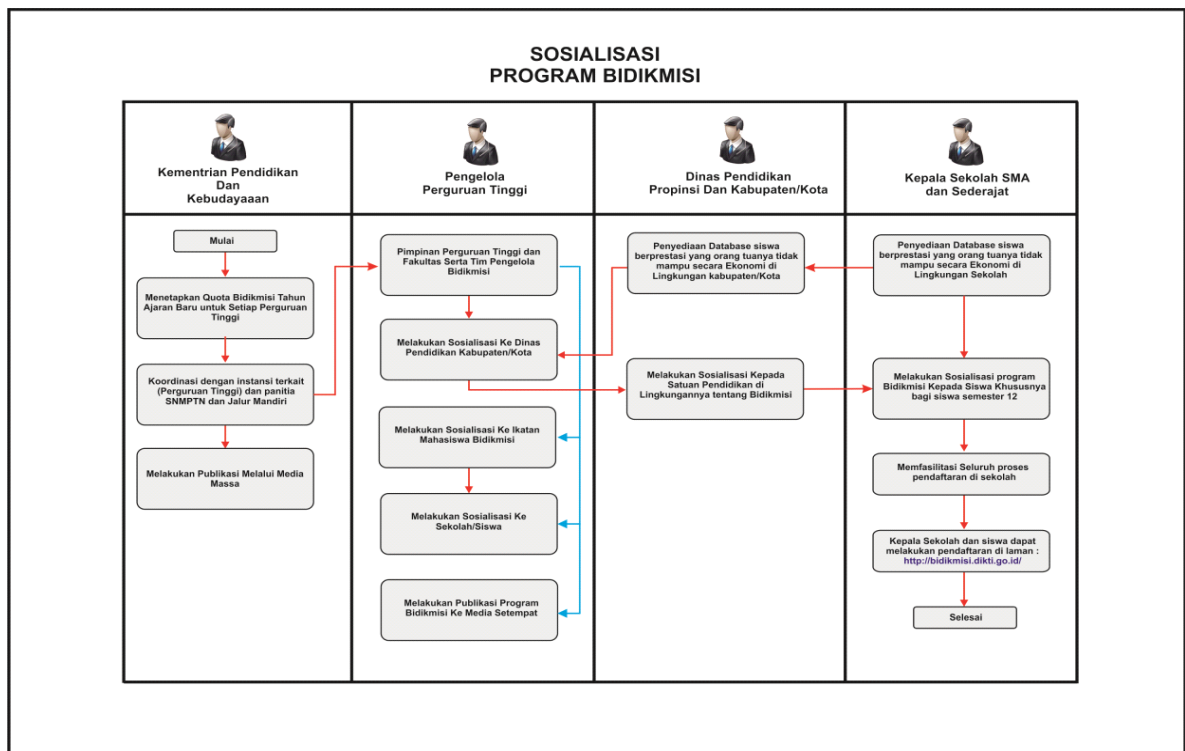 SOSIALISASI
PROGRAM BIDIKMISI
Kementrian Pendidikan
Dan
Kebudayaaan
Pengelola
Perguruan Tinggi
Dinas Pendidikan
Propinsi Dan Kabupaten/Kota
Kepala Sekolah SMA
dan Sederajat
Mulai
Menetapkan Quota Bidikmisi Tahun
Ajaran Baru untuk Setiap Perguruan
Tinggi
Koordinasi dengan instansi terkait
(Perguruan Tinggi) dan panitia
SNMPTN dan Jalur Mandiri
Melakukan Publikasi Melalui Media
Massa
Pimpinan Perguruan Tinggi dan
Fakultas Serta Tim Pengelola
Bidikmisi
Melakukan Sosialisasi Ke Dinas
Pendidikan Kabupaten/Kota
Melakukan Sosialisasi Ke Ikatan
Mahasiswa Bidikmisi
Melakukan Sosialisasi Ke
Sekolah/Siswa
Melakukan Publikasi Program
Bidikmisi Ke Media Setempat
Penyediaan Database siswa
berprestasi yang orang tuanya tidak
mampu secara Ekonomi di
Lingkungan kabupaten/Kota
Melakukan Sosialisasi Kepada
Satuan Pendidikan di
Lingkungannya tentang Bidikmisi
Penyediaan Database siswa
berprestasi yang orang tuanya tidak
mampu secara Ekonomi di
Lingkungan Sekolah
Melakukan Sosialisasi program
Bidikmisi Kepada Siswa Khususnya
bagi siswa semester 12
Memfasilitasi Seluruh proses
pendaftaran di sekolah
Kepala Sekolah dan siswa dapat
melakukan pendaftaran di laman :
http://bidikmisi.dikti.go.id/
Selesai